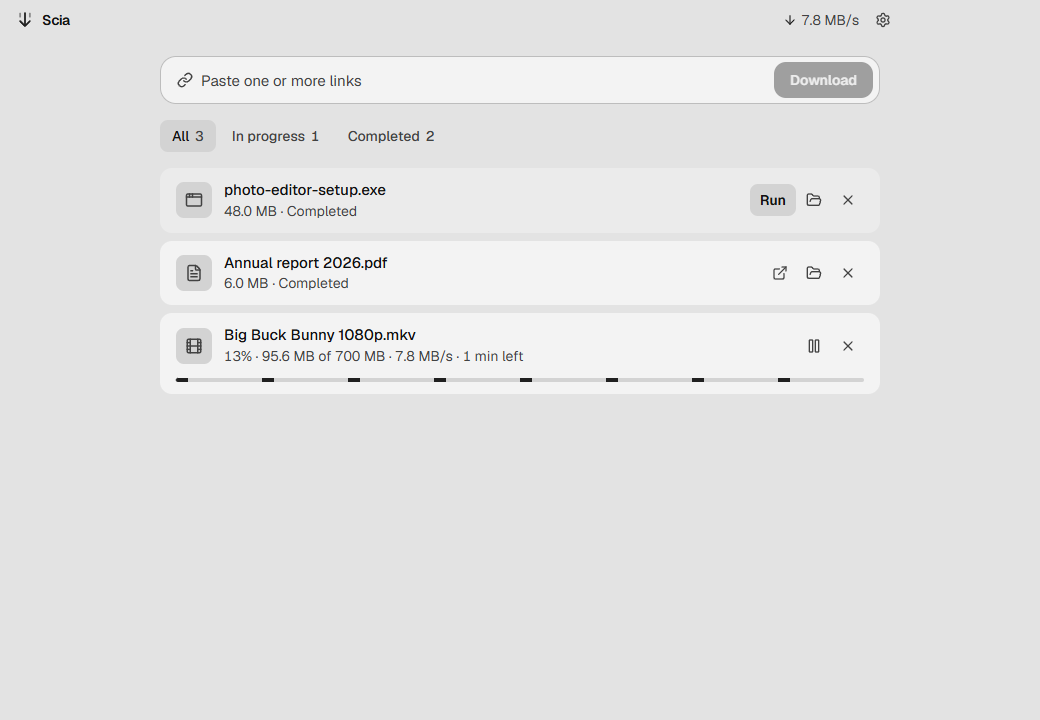 Scia
7.8 MB/s
Paste one or more links
Download
All 3
In progress 1
Completed 2
photo-editor-setup.exe
48.0 MB · Completed
Run
Annual report 2026.pdf
6.0 MB · Completed
Big Buck Bunny 1080p.mkv
13% · 95.6 MB of 700 MB · 7.8 MB/s · 1 min left